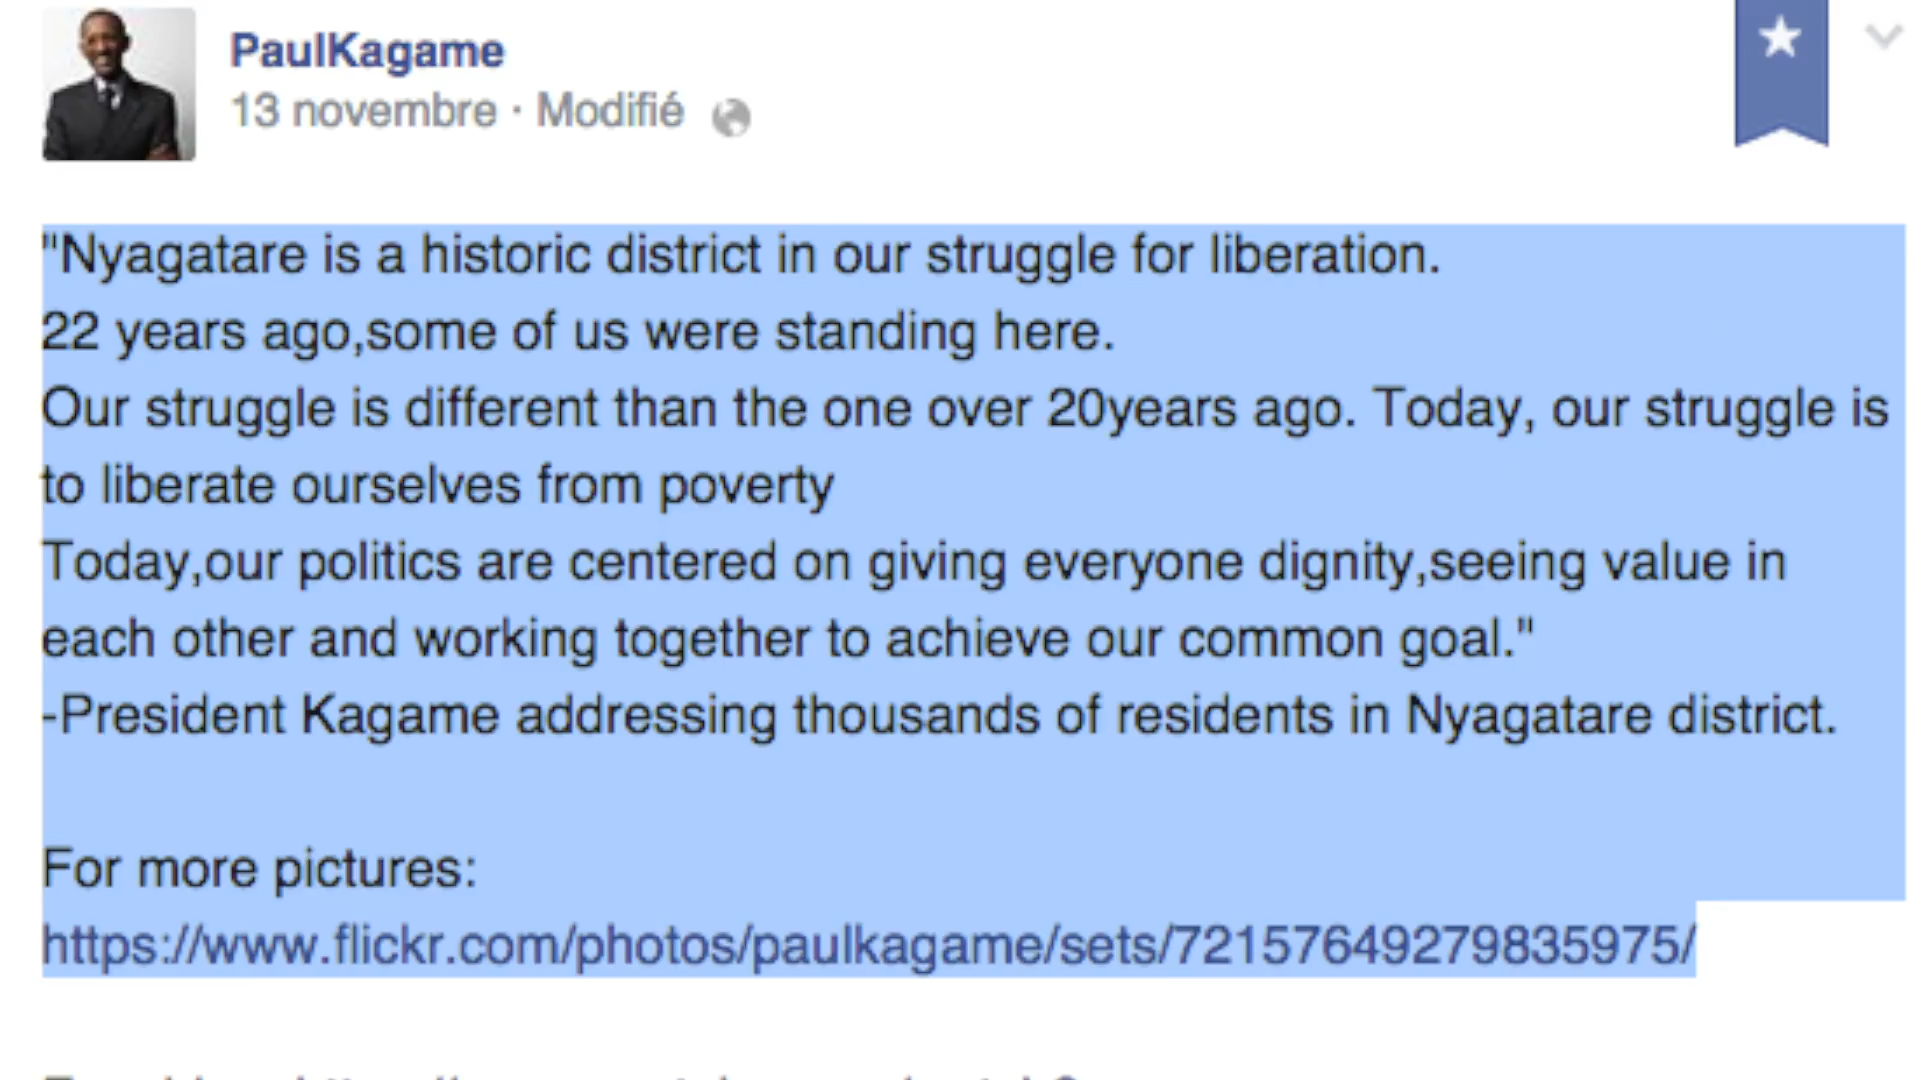 PaulKagame
13 novembre · Modifié
"Nyagatare is a historic district in our struggle for liberation.
22 years ago,some of us were standing here.
Our struggle is different than the one over 20years ago. Today, our struggle is
to liberate ourselves from poverty
Today,our politics are centered on giving everyone dignity,seeing value in
each other and working together to achieve our common goal."
-President Kagame addressing thousands of residents in Nyagatare district.
For more pictures:
https://www.flickr.com/photos/paulkagame/sets/72157649279835975/